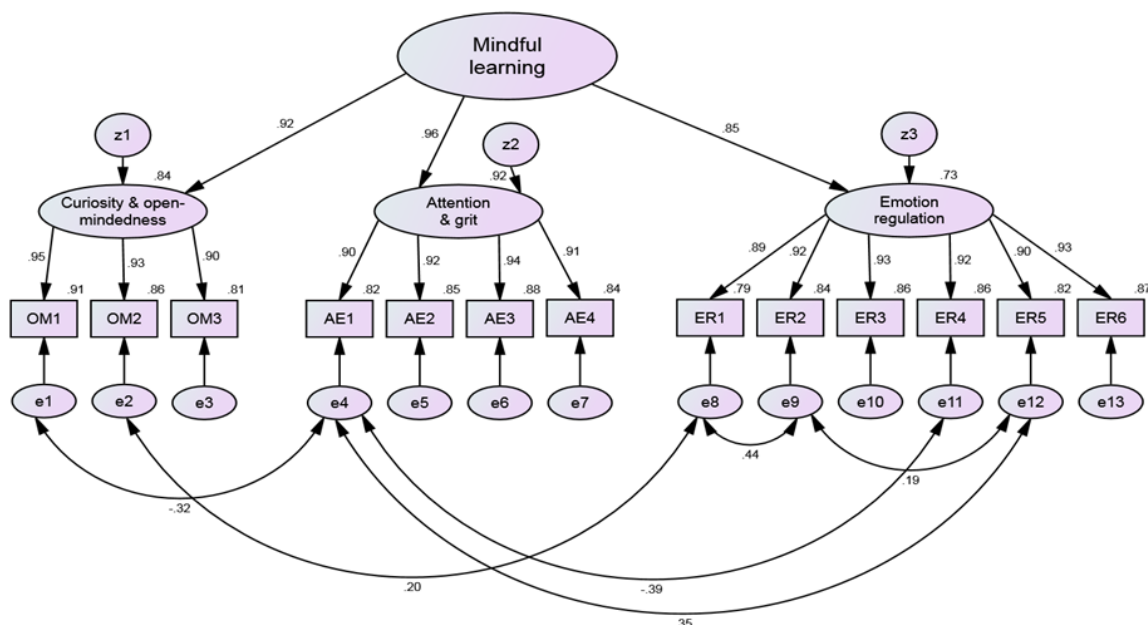 Mindful
learning
z1
.92
.96
z2
.85
z3
.84
.92
.73
Curiosity & open-
mindedness
Attention
& grit
Emotion
regulation
.95
.93
.90
.90
.92
.94
.91
.89
.92
.93
.92
.90
.93
.91
.86
.81
.82
.85
.88
.84
.79
.84
.86
.86
.82
.87
OM1
OM2
OM3
AE1
AE2
AE3
AE4
ER1
ER2
ER3
ER4
ER5
ER6
e1
e2
e3
e4
e5
e6
e7
e8
e9
e10
e11
e12
e13
.44
.19
-.32
.20
-.39
.35